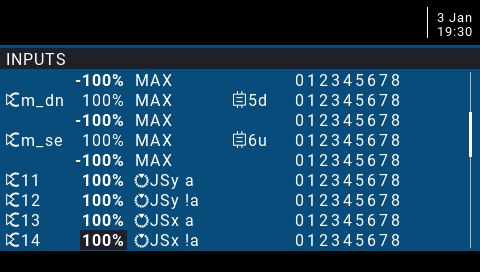 3 Jan
19:30
INPUTS
-100% MAX 012345678
m_dn 100% MAX 5d 012345678
-100% MAX 012345678
m_se 100% MAX 6u 012345678
-100% MAX 012345678
11 100% JSy a 012345678
12 100% JSy !a 012345678
13 100% JSx a 012345678
14 100% JSx !a 012345678